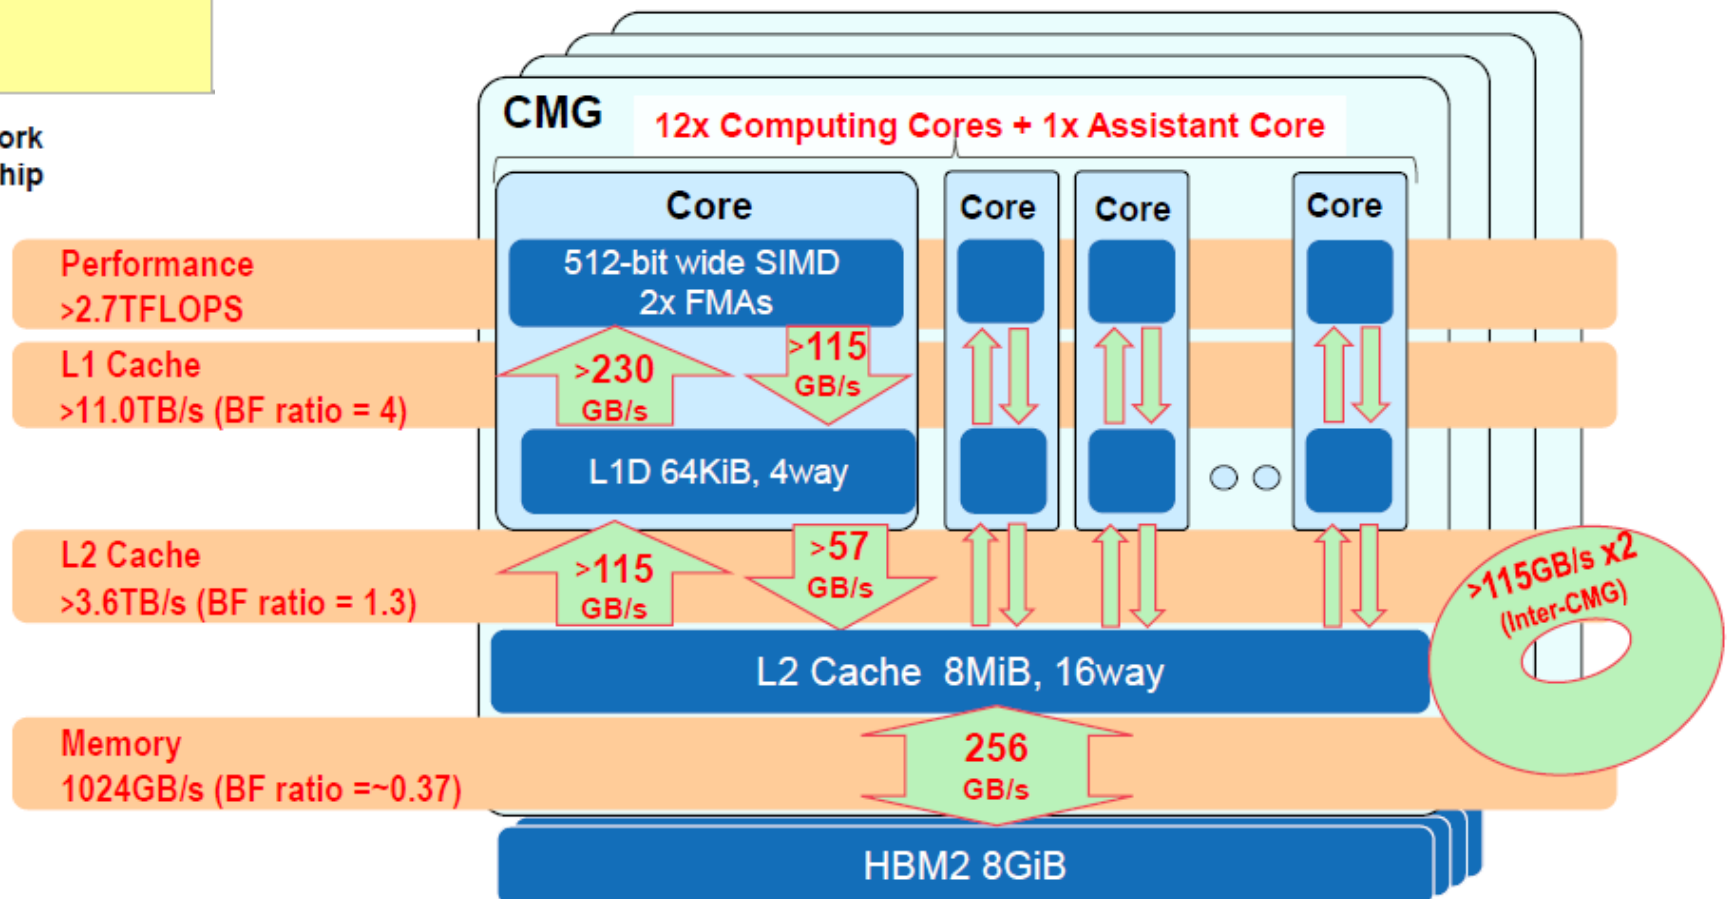 CMG
12x Computing Cores + 1x Assistant Core
Core
Core
Core
Core
Performance
>2.7TFLOPS
512-bit wide SIMD
2x FMAs
L1 Cache
>11.0TB/s (BF ratio = 4)
>230
GB/s
>115
GB/s
L1D 64KiB, 4way
L2 Cache
>3.6TB/s (BF ratio = 1.3)
>115
GB/s
>57
GB/s
>115GB/s x2
(Inter-CMG)
L2 Cache 8MiB, 16way
Memory
1024GB/s (BF ratio =~0.37)
256
GB/s
HBM2 8GiB